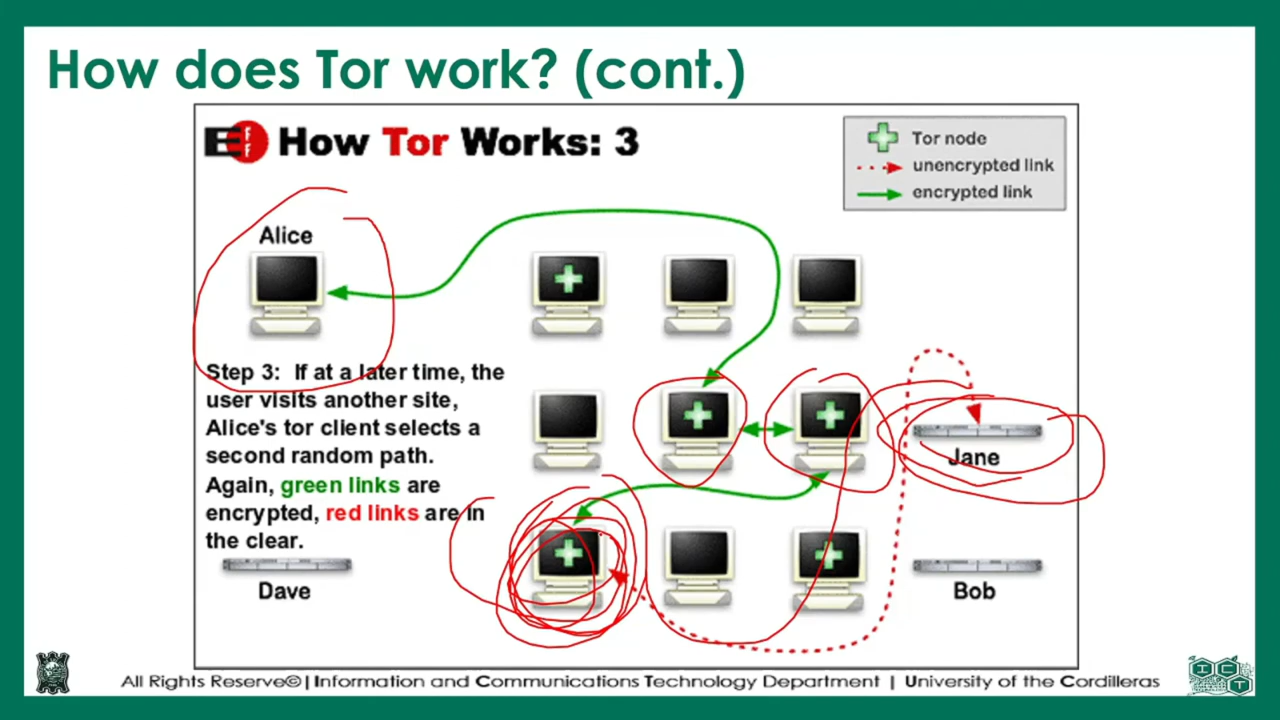 How does Tor work? (cont.)
EFF How Tor Works: 3
Tor node
unencrypted link
encrypted link
Alice
Step 3: If at a later time, the
user visits another site,
Alice's tor client selects a
second random path.
Again, green links are
encrypted, red links are in
the clear.
Jane
Dave
Bob
All Rights Reserve©| Information and Communications Technology Department | University of the Cordilleras
ICT